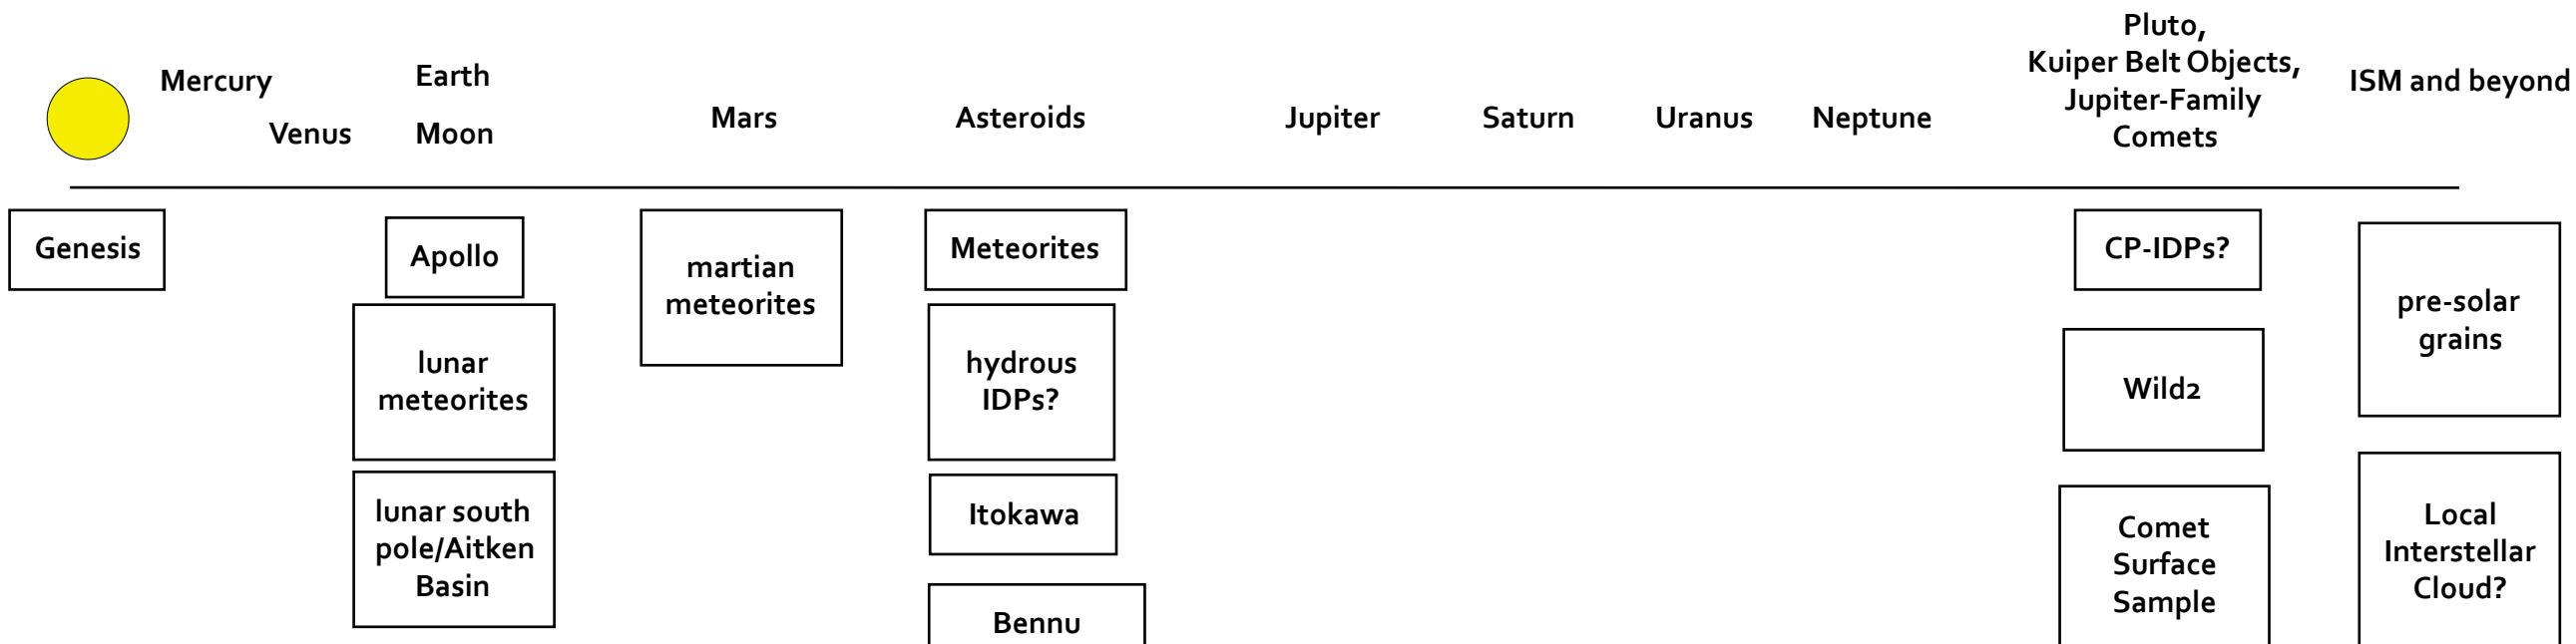 Mercury
Venus
Earth
Moon
Mars
Asteroids
Jupiter
Saturn
Uranus
Neptune
Pluto,
Kuiper Belt Objects,
Jupiter-Family
Comets
ISM and beyond
Genesis
Apollo
lunar
meteorites
lunar south
pole/Aitken
Basin
martian
meteorites
Meteorites
hydrous
IDPs?
Itokawa
Bennu
CP-IDPs?
Wild2
Comet
Surface
Sample
pre-solar
grains
Local
Interstellar
Cloud?